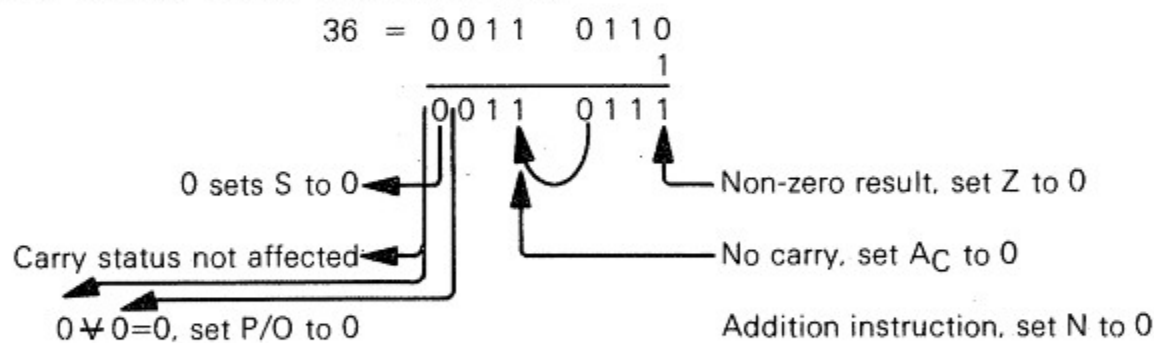 36 = 0011 0110
1
0011 0111
0 sets S to 0
Non-zero result, set Z to 0
Carry status not affected
No carry, set AC to 0
0 ⊻ 0=0, set P/O to 0
Addition instruction, set N to 0